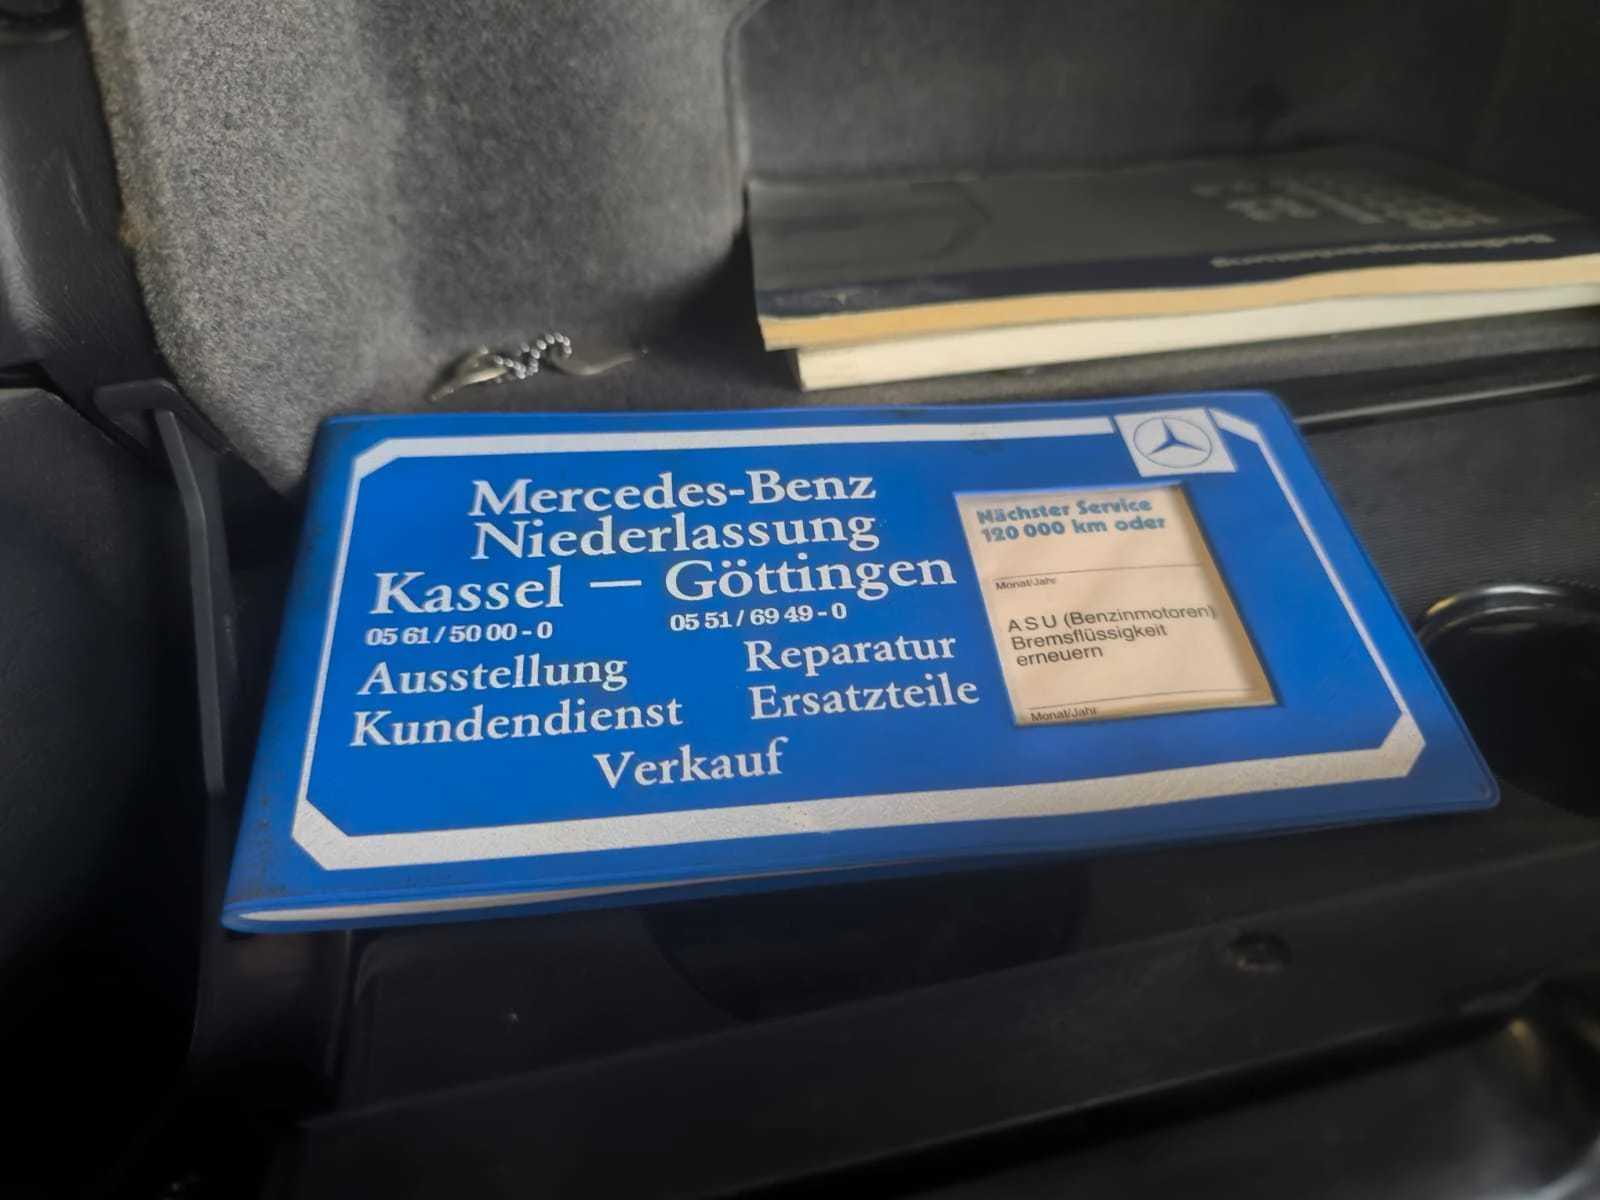 Mercedes-Benz
Niederlassung
Kassel — Göttingen
05 61 / 50 00 - 0
05 51 / 69 49 - 0
Ausstellung
Reparatur
Kundendienst
Ersatzteile
Verkauf
Nächster Service
120 000 km oder
Monat/Jahr
A S U (Benzinmotoren)
Bremsflüssigkeit
erneuern
Monat/Jahr
Betriebsanleitung